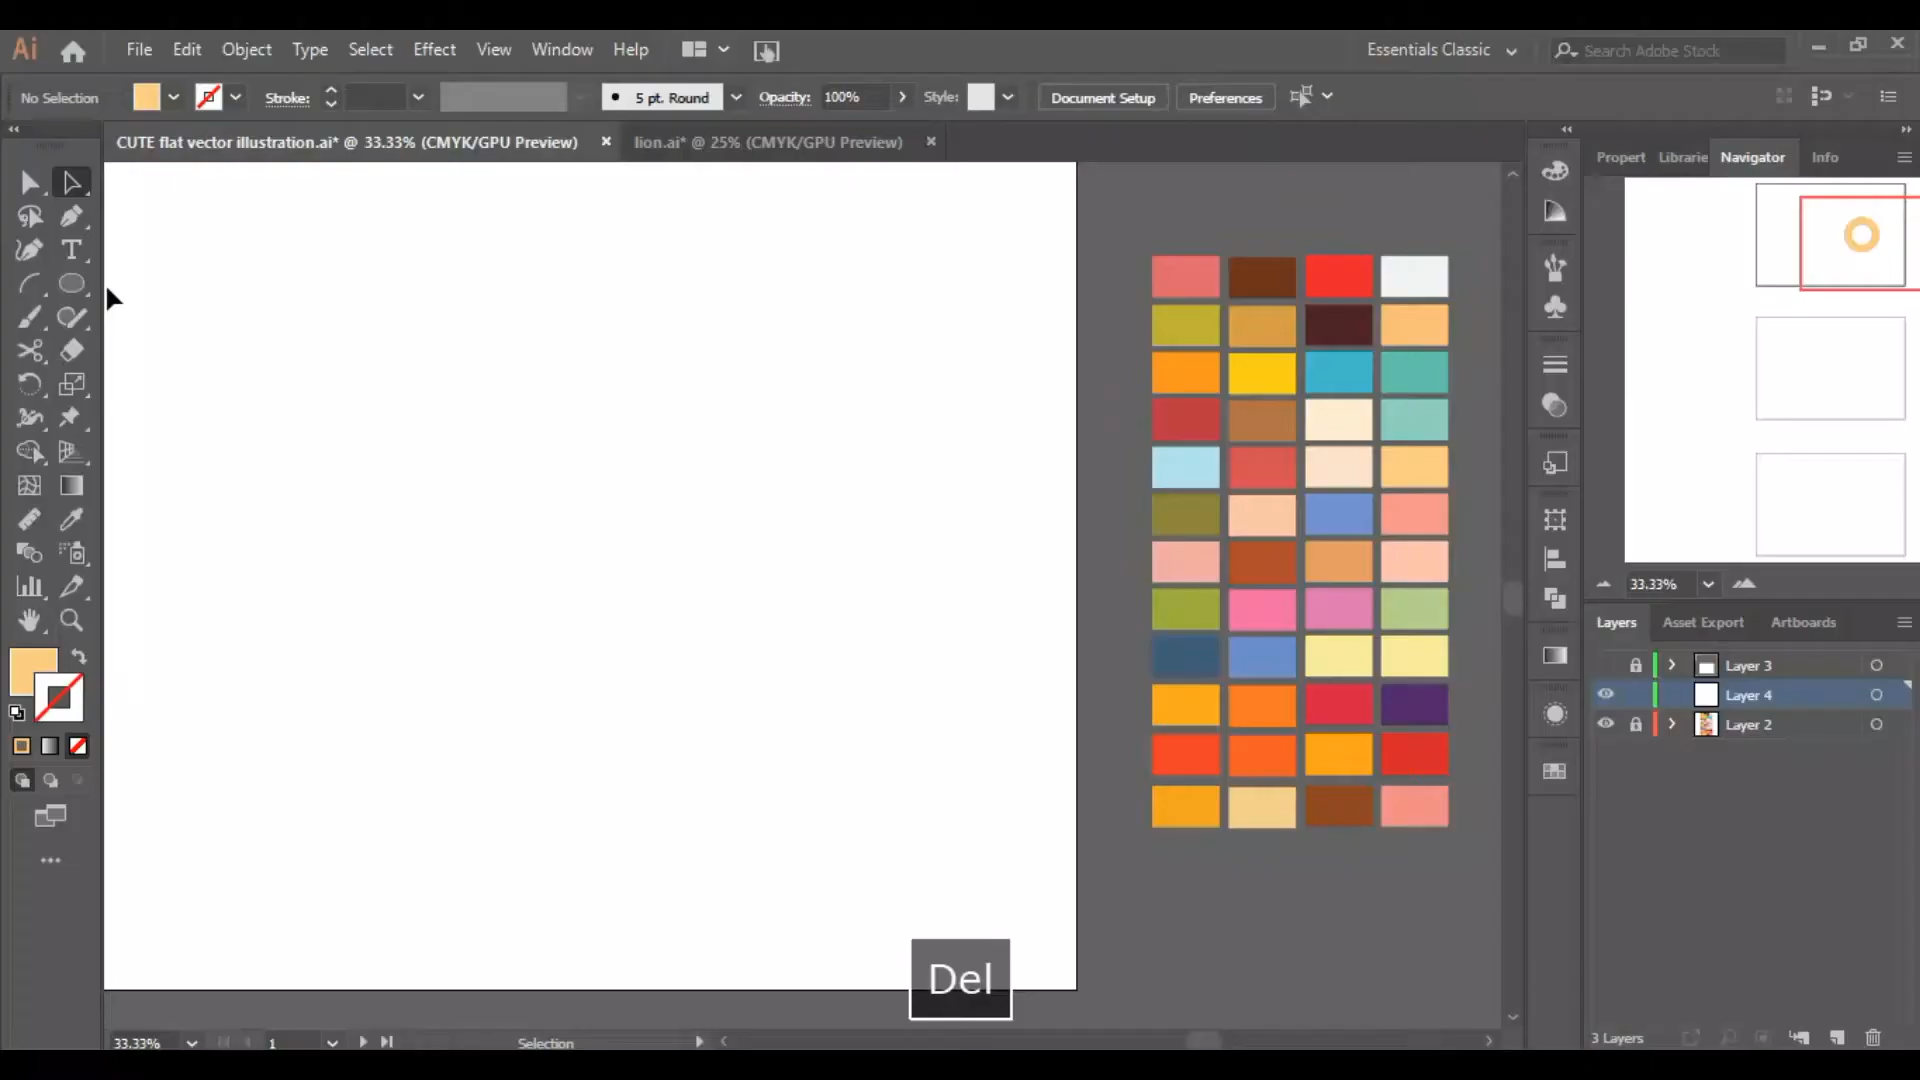 Ai File Edit Object Type Select Effect View Window Help Essentials Classic Search Adobe Stock
No Selection Stroke: 5 pt. Round Opacity: 100% Style: Document Setup Preferences
CUTE flat vector illustration.ai* @ 33.33% (CMYK/GPU Preview) lion.ai* @ 25% (CMYK/GPU Preview)
Propert Librarie Navigator Info
33.33%
Layers Asset Export Artboards
Layer 3
Layer 4
Layer 2
Del
33.33% 1 Selection
3 Layers